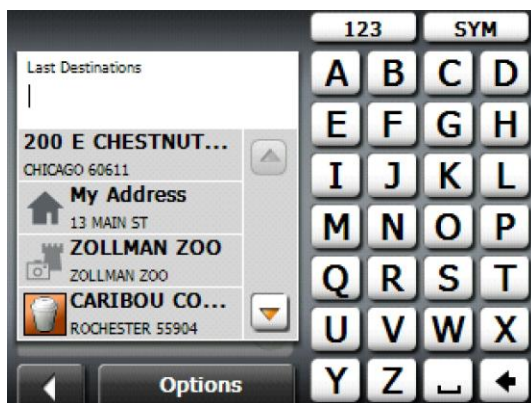 123 SYM
Last Destinations
200 E CHESTNUT...
CHICAGO 60611
My Address
13 MAIN ST
ZOLLMAN ZOO
ZOLLMAN ZOO
CARIBOU CO...
ROCHESTER 55904
Options
A B C D
E F G H
I J K L
M N O P
Q R S T
U V W X
Y Z